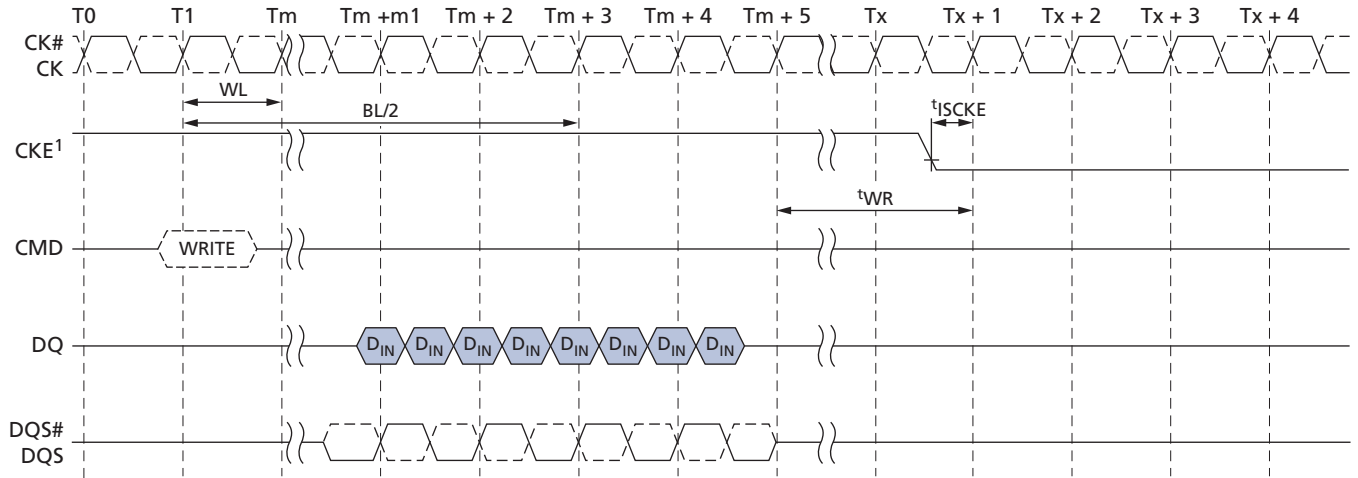 T0 T1 Tm Tm +m1 Tm + 2 Tm + 3 Tm + 4 Tm + 5 Tx Tx + 1 Tx + 2 Tx + 3 Tx + 4
CK#
CK
WL
BL/2
tISCKE
CKE1
tWR
CMD WRITE
DQ DIN DIN DIN DIN DIN DIN DIN DIN
DQS#
DQS